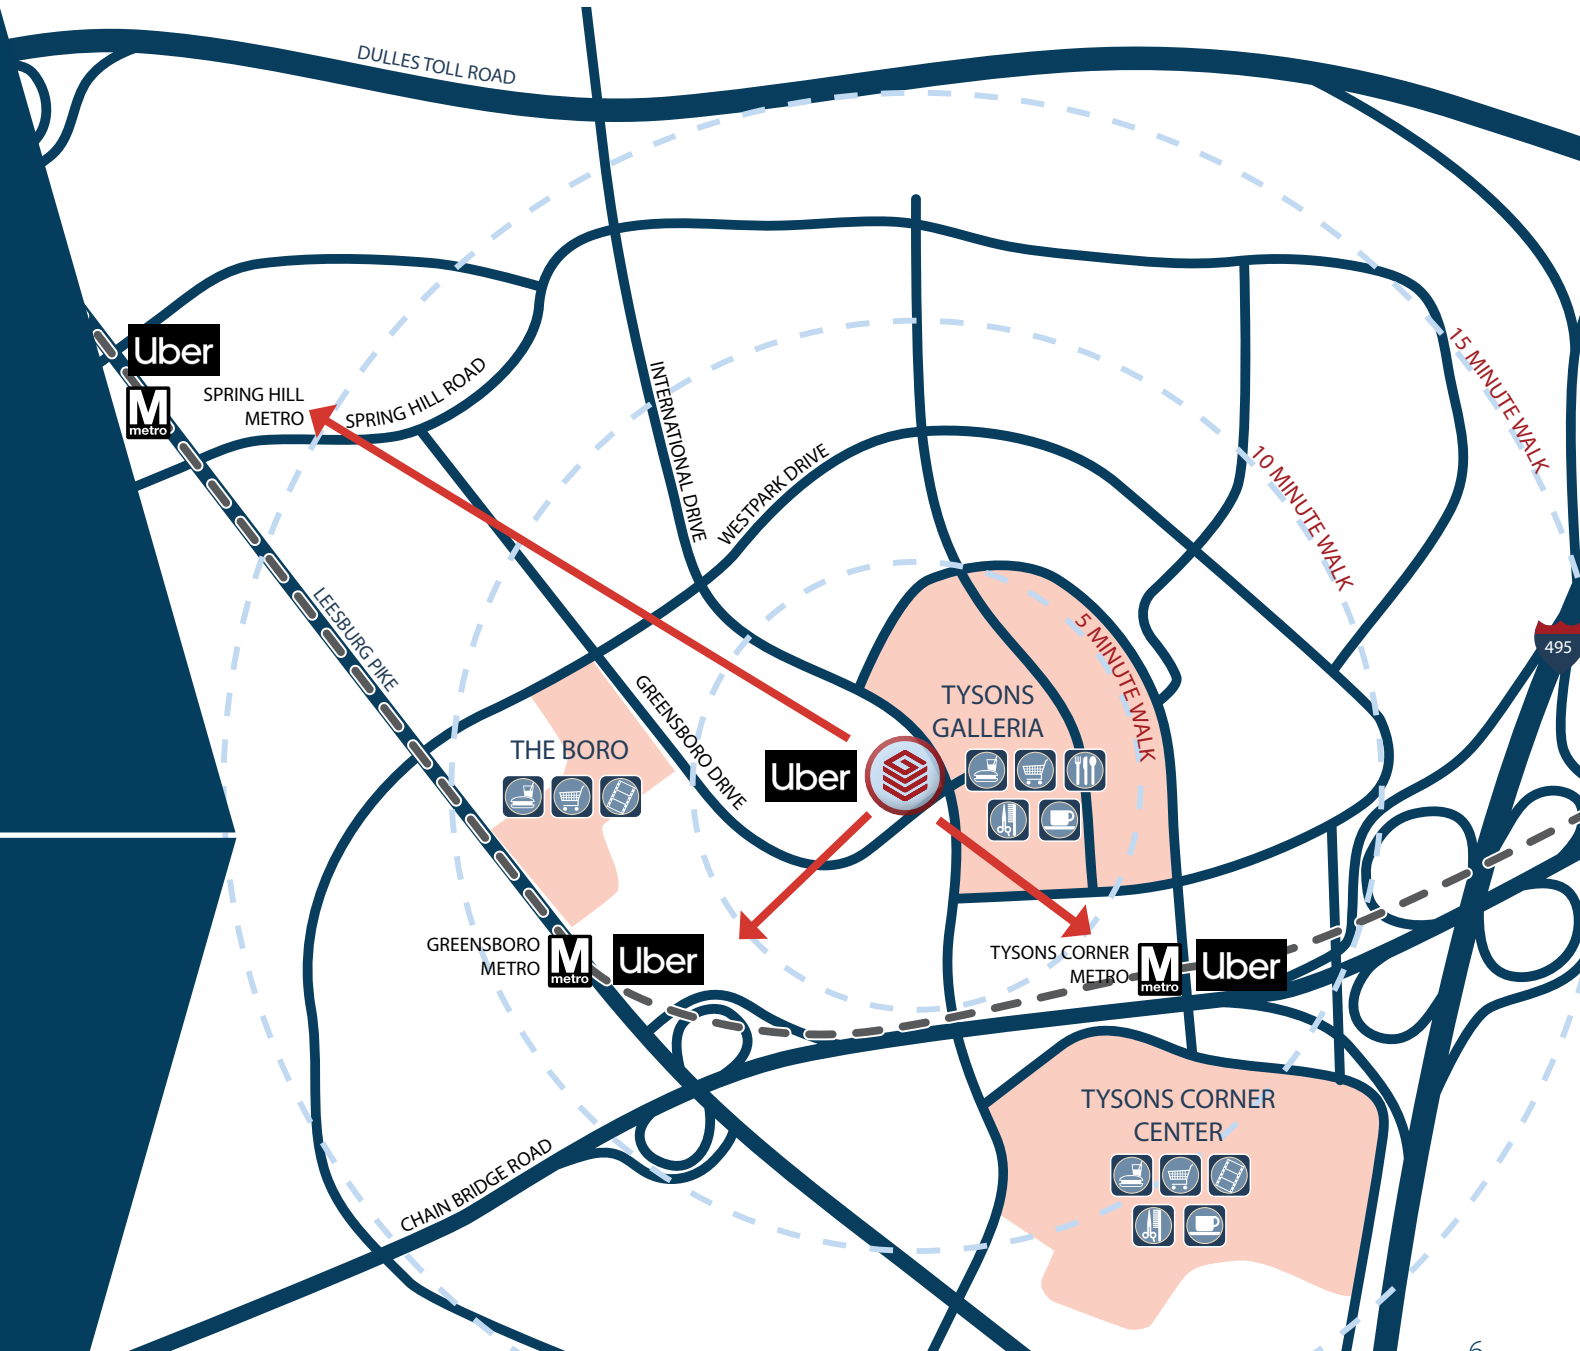 DULLES TOLL ROAD
15 MINUTE WALK
Uber
INTERNATIONAL DRIVE
SPRING HILL ROAD
SPRING HILL
METRO
M
metro
WESTPARK DRIVE
10 MINUTE WALK
LEESBURG PIKE
5 MINUTE WALK
495
GREENSBORO DRIVE
TYSONS
GALLERIA
THE BORO
Uber
GREENSBORO
METRO
M
metro
Uber
TYSONS CORNER
METRO
M
metro
Uber
TYSONS CORNER
CENTER
CHAIN BRIDGE ROAD
6